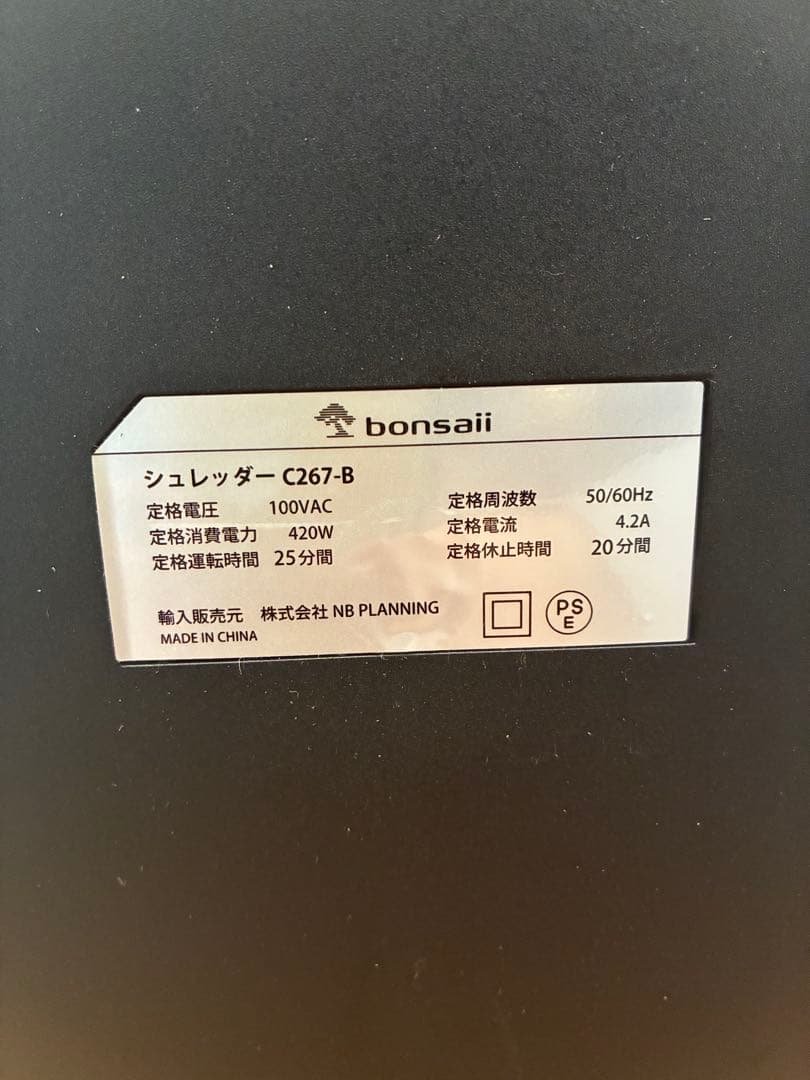 bonsaii
シュレッダー C267-B
定格電圧 100VAC 定格周波数 50/60Hz
定格消費電力 420W 定格電流 4.2A
定格運転時間 25分間 定格休止時間 20分間
輸入販売元 株式会社 NB PLANNING
MADE IN CHINA
PS
E